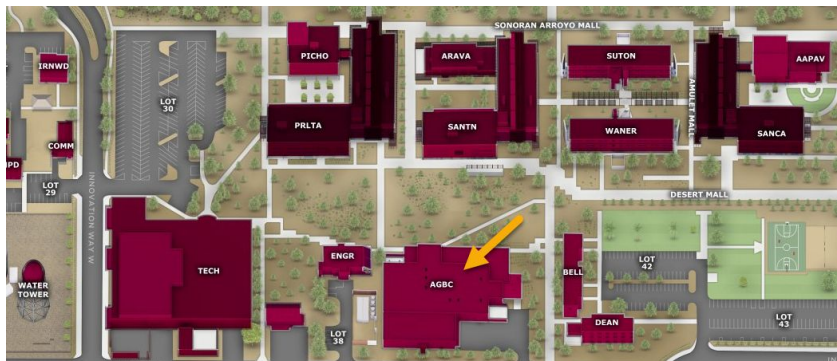 SONORAN ARROYO MALL
IRNWD
PICHO
ARAVA
SUTON
AAPAV
LOT
30
AMULET MALL
PRLTA
SANTN
WANER
SANCA
COMM
HPD
LOT
29
INNOVATION WAY W
DESERT MALL
ENGR
TECH
AGBC
BELL
LOT
42
WATER
TOWER
LOT
38
DEAN
LOT
43